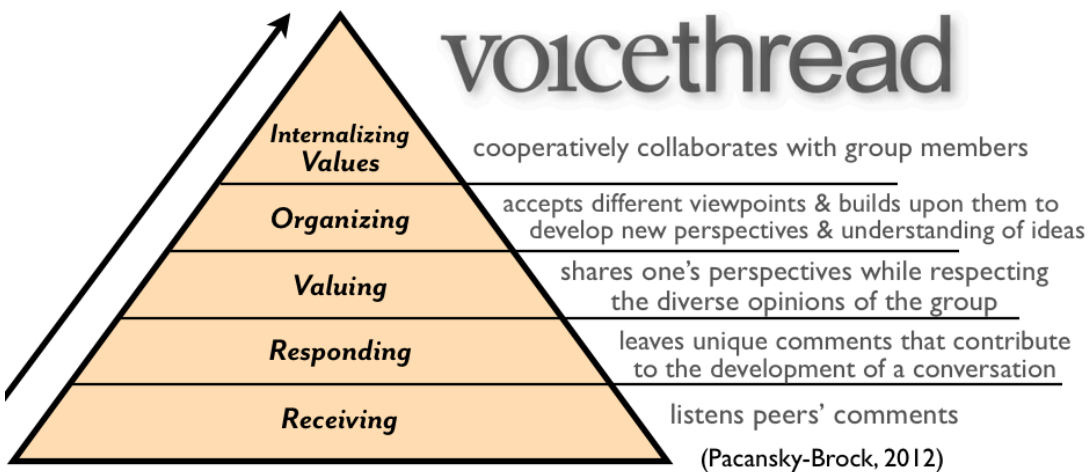 voicethread
Internalizing
Values
cooperatively collaborates with group members
Organizing
accepts different viewpoints & builds upon them to
develop new perspectives & understanding of ideas
Valuing
shares one's perspectives while respecting
the diverse opinions of the group
Responding
leaves unique comments that contribute
to the development of a conversation
Receiving
listens peers' comments
(Pacansky-Brock, 2012)